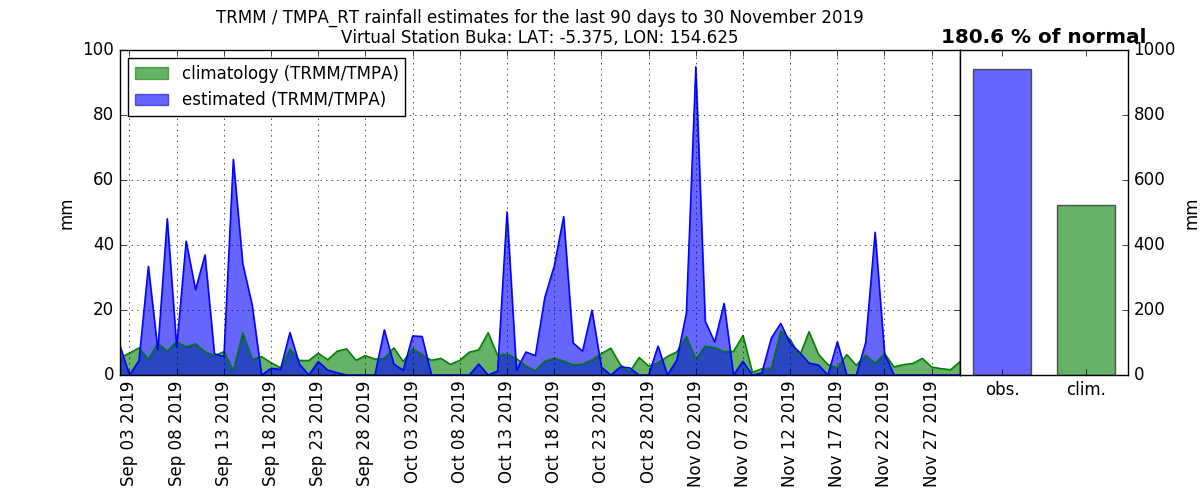 TRMM / TMPA_RT rainfall estimates for the last 90 days to 30 November 2019
Virtual Station Buka: LAT: -5.375, LON: 154.625
180.6 % of normal
climatology (TRMM/TMPA)
estimated (TRMM/TMPA)
mm
100
80
60
40
20
0
Sep 03 2019
Sep 08 2019
Sep 13 2019
Sep 18 2019
Sep 23 2019
Sep 28 2019
Oct 03 2019
Oct 08 2019
Oct 13 2019
Oct 18 2019
Oct 23 2019
Oct 28 2019
Nov 02 2019
Nov 07 2019
Nov 12 2019
Nov 17 2019
Nov 22 2019
Nov 27 2019
1000
800
600
400
200
0
mm
obs.
clim.